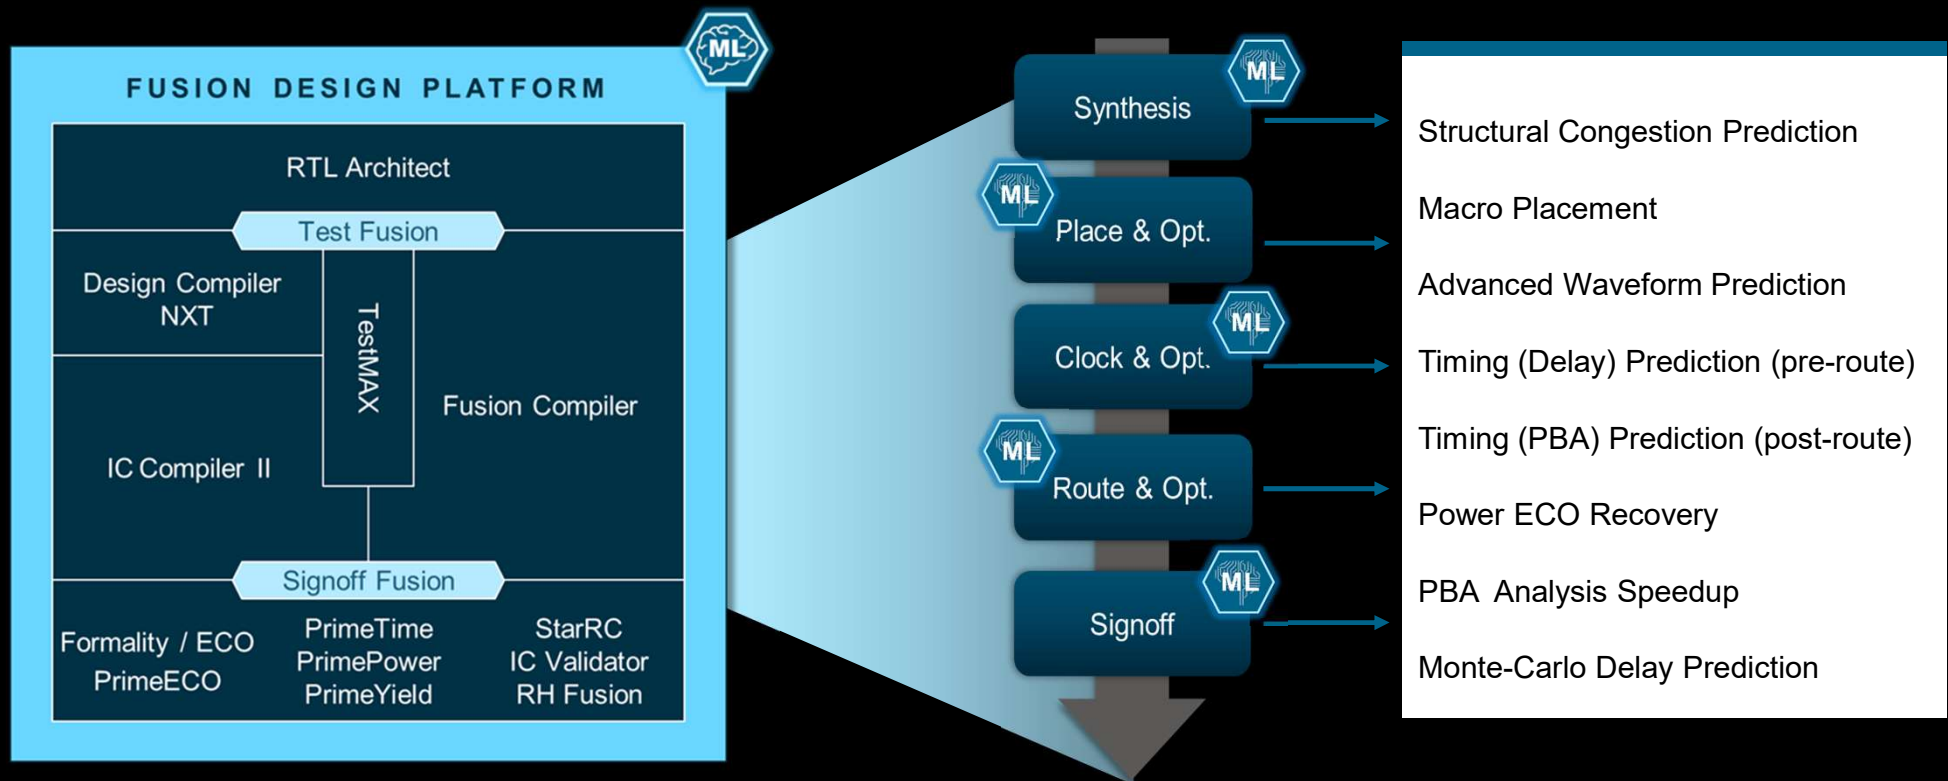 ML
FUSION DESIGN PLATFORM
RTL Architect
Test Fusion
Design Compiler
NXT
TestMAX
Fusion Compiler
IC Compiler II
Signoff Fusion
Formality / ECO
PrimeECO
PrimeTime
PrimePower
PrimeYield
StarRC
IC Validator
RH Fusion
ML
Synthesis
ML
Place & Opt.
ML
Clock & Opt.
ML
Route & Opt.
ML
Signoff
Structural Congestion Prediction
Macro Placement
Advanced Waveform Prediction
Timing (Delay) Prediction (pre-route)
Timing (PBA) Prediction (post-route)
Power ECO Recovery
PBA Analysis Speedup
Monte-Carlo Delay Prediction